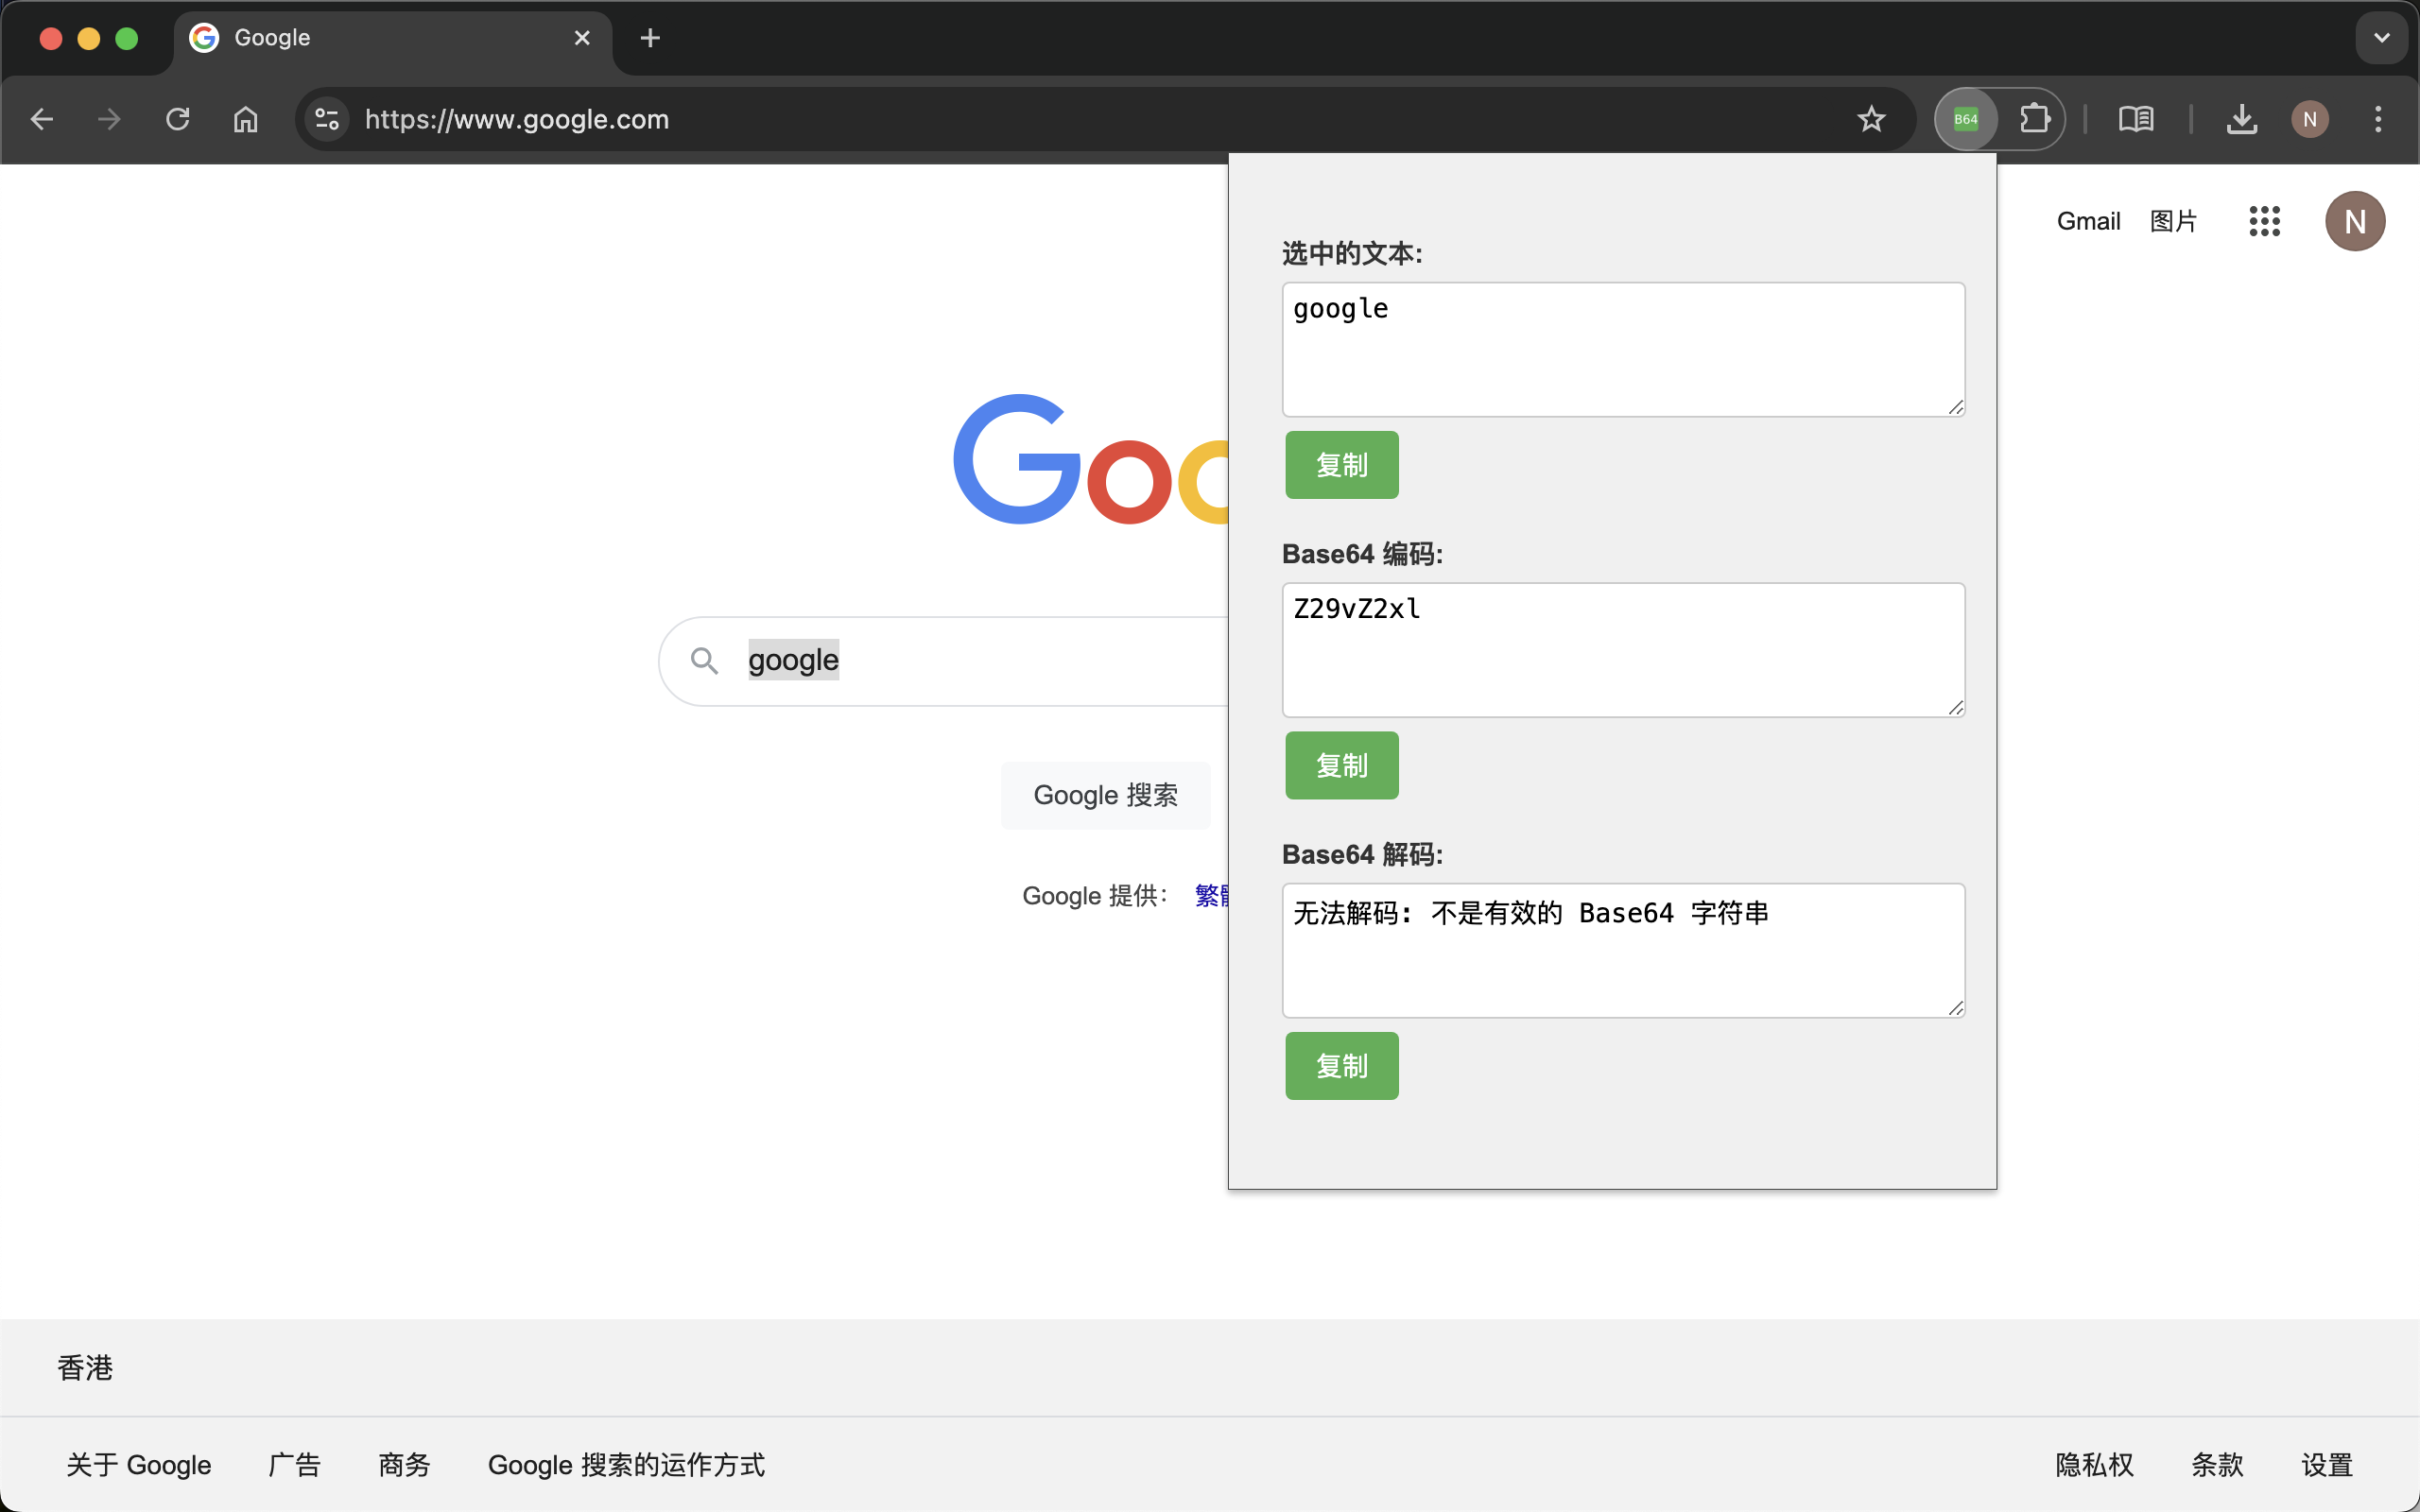 Google
https://www.google.com
B64
N
Gmail 图片
N
选中的文本:
google
复制
Goo
google
Base64 编码:
Z29vZ2xl
复制
Google 搜索
Base64 解码:
Google 提供：
无法解码: 不是有效的 Base64 字符串
复制
香港
关于 Google 广告 商务 Google 搜索的运作方式 隐私权 条款 设置